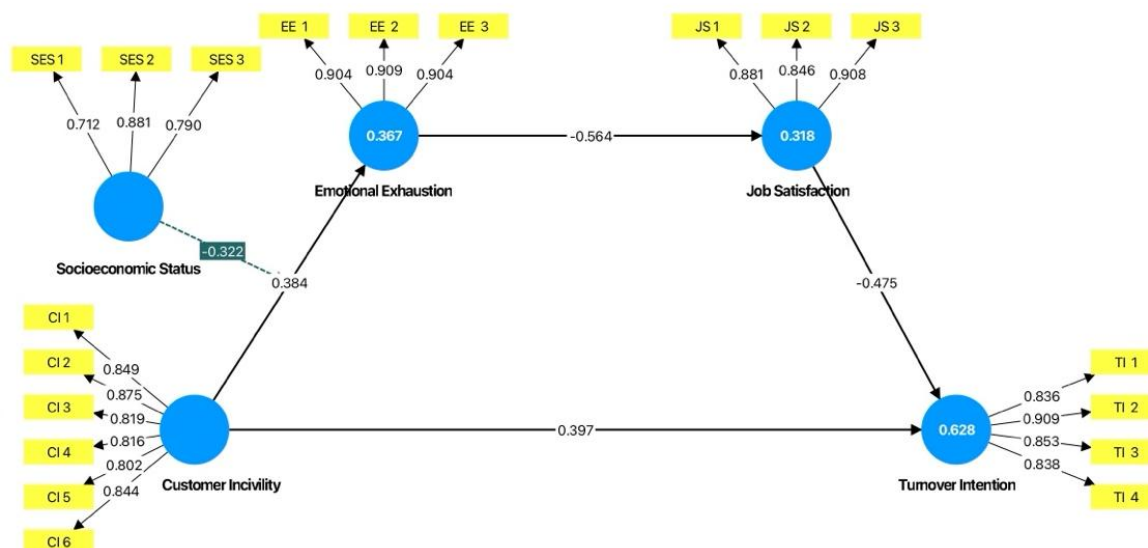 EE 1 EE 2 EE 3
JS 1 JS 2 JS 3
SES 1 SES 2 SES 3
0.904 0.909 0.904
0.881 0.846 0.908
0.712 0.881 0.790
0.367 -0.564 0.318
Emotional Exhaustion
Job Satisfaction
-0.322
Socioeconomic Status
0.384
-0.475
CI 1
CI 2
CI 3
CI 4
CI 5
CI 6
0.849
0.875
0.819
0.816
0.802
0.844
Customer Incivility
0.397
0.628
Turnover Intention
0.836
0.909
0.853
0.838
TI 1
TI 2
TI 3
TI 4